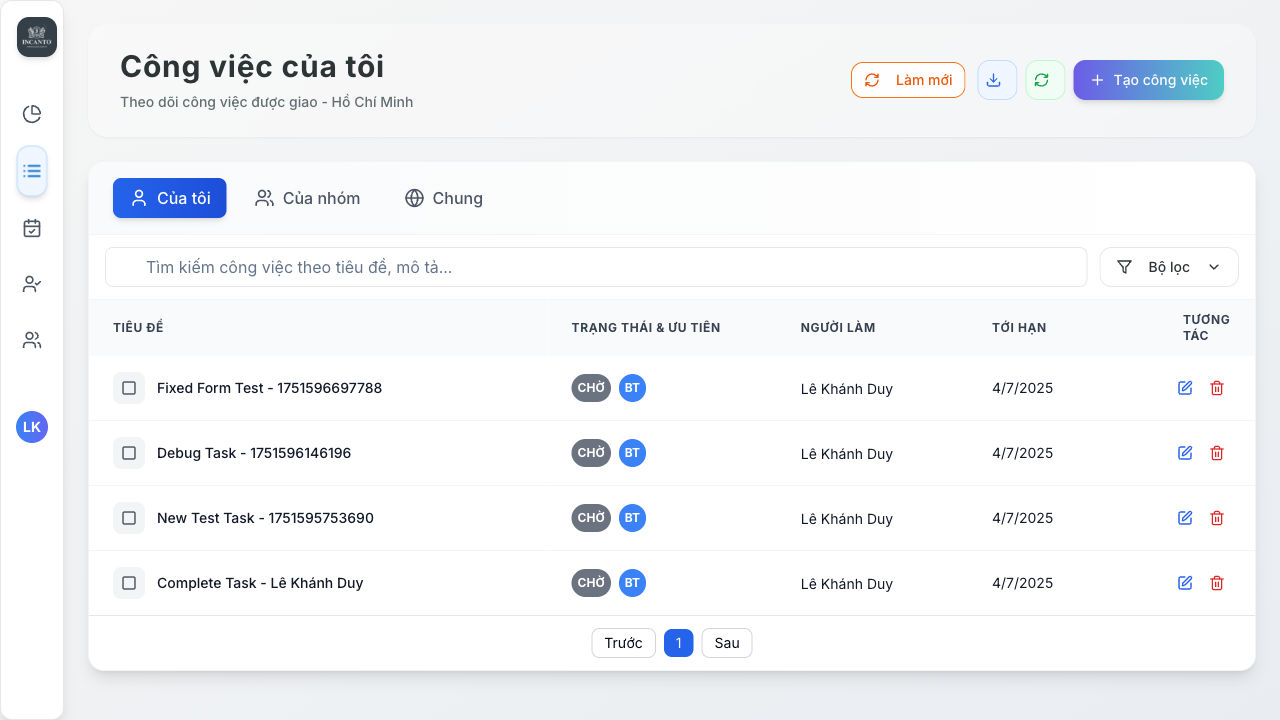 INCANTO
Công việc của tôi
Theo dõi công việc được giao - Hồ Chí Minh
Làm mới
Tạo công việc
Của tôi
Của nhóm
Chung
Tìm kiếm công việc theo tiêu đề, mô tả...
Bộ lọc
TIÊU ĐỀ
TRẠNG THÁI & ƯU TIÊN
NGƯỜI LÀM
TỚI HẠN
TƯƠNG
TÁC
Fixed Form Test - 1751596697788
CHỜ
BT
Lê Khánh Duy
4/7/2025
Debug Task - 1751596146196
CHỜ
BT
Lê Khánh Duy
4/7/2025
New Test Task - 1751595753690
CHỜ
BT
Lê Khánh Duy
4/7/2025
Complete Task - Lê Khánh Duy
CHỜ
BT
Lê Khánh Duy
4/7/2025
LK
Trước
1
Sau